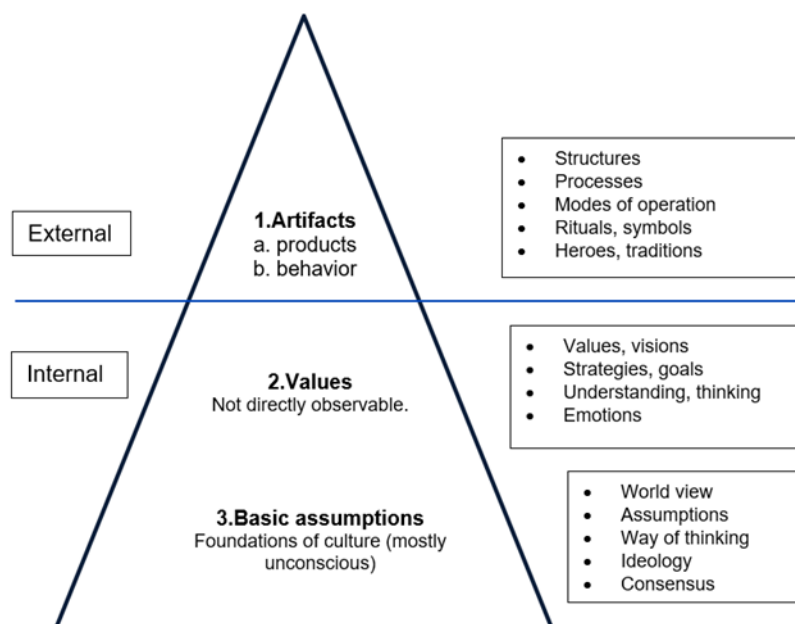 External
1.Artifacts
a. products
b. behavior
• Structures
• Processes
• Modes of operation
• Rituals, symbols
• Heroes, traditions
Internal
2.Values
Not directly observable.
• Values, visions
• Strategies, goals
• Understanding, thinking
• Emotions
3.Basic assumptions
Foundations of culture (mostly
unconscious)
• World view
• Assumptions
• Way of thinking
• Ideology
• Consensus